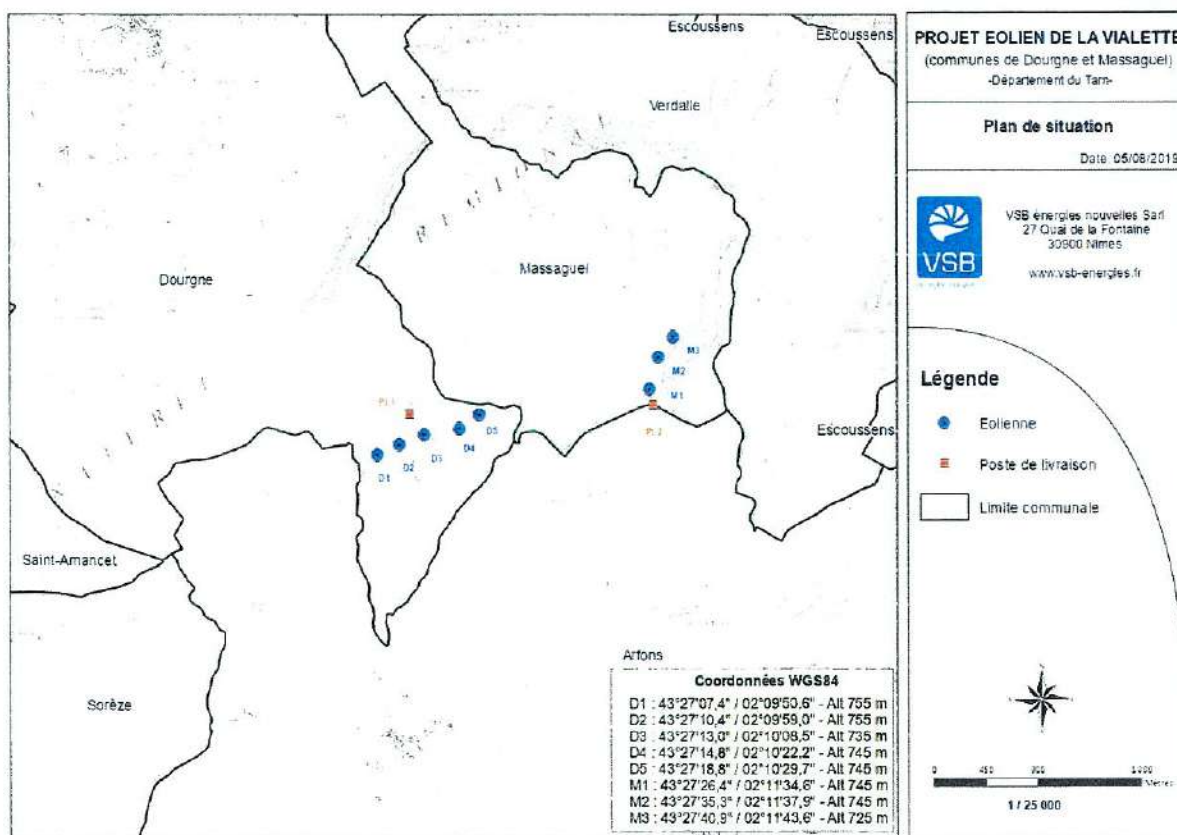 Escoussens
Escoussens
Verdalle
Massaguel
Dourgne
M3
M2
M1
PL2
PL1
D5
D4
D3
D2
D1
Escoussens
Saint-Amancet
Sorèze
Arfons
Coordonnées WGS84
D1 : 43°27'07,4" / 02°09'50,6" - Alt 755 m
D2 : 43°27'10,4" / 02°09'59,0" - Alt 755 m
D3 : 43°27'13,0" / 02°10'08,5" - Alt 735 m
D4 : 43°27'14,8" / 02°10'22,2" - Alt 745 m
D5 : 43°27'18,8" / 02°10'29,7" - Alt 745 m
M1 : 43°27'26,4" / 02°11'34,6" - Alt 745 m
M2 : 43°27'35,3" / 02°11'37,9" - Alt 745 m
M3 : 43°27'40,9" / 02°11'43,6" - Alt 725 m
PROJET EOLIEN DE LA VIALETTE
(communes de Dourgne et Massaguel)
-Département du Tarn-
Plan de situation
Date: 05/08/2019
VSB
VSB énergies nouvelles Sarl
27 Quai de la Fontaine
30900 Nîmes
www.vsb-energies.fr
Légende
Eolienne
Poste de livraison
Limite communale
0 450 900 1 800
Mètres
1 / 25 000